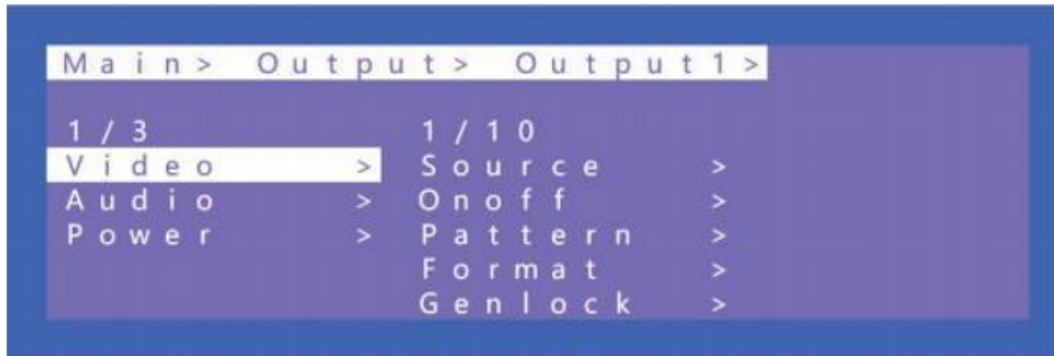 Main> Output> Output1>
1/3 1/10
Video > Source >
Audio > Onoff >
Power > Pattern >
Format >
Genlock >